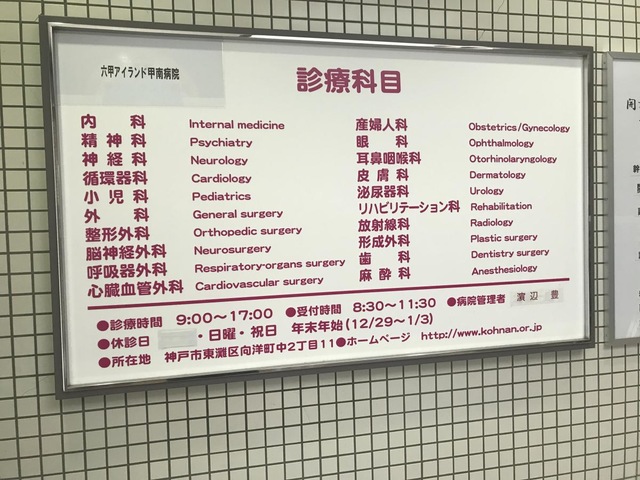 六甲アイランド甲南病院
診療科目
内科 Internal medicine
精神科 Psychiatry
神経科 Neurology
循環器科 Cardiology
小児科 Pediatrics
外科 General surgery
整形外科 Orthopedic surgery
脳神経外科 Neurosurgery
呼吸器外科 Respiratory-organs surgery
心臓血管外科 Cardiovascular surgery
産婦人科 Obstetrics/Gynecology
眼科 Ophthalmology
耳鼻咽喉科 Otorhinolaryngology
皮膚科 Dermatology
泌尿器科 Urology
リハビリテーション科 Rehabilitation
放射線科 Radiology
形成外科 Plastic surgery
歯科 Dentistry surgery
麻酔科 Anesthesiology
●診療時間 9:00〜17:00 ●受付時間 8:30〜11:30 ●病院管理者 濵辺 豊
●休診日 ・日曜・祝日 年末年始(12/29〜1/3)
●所在地 神戸市東灘区向洋町中2丁目11●ホームページ http://www.kohnan.or.jp